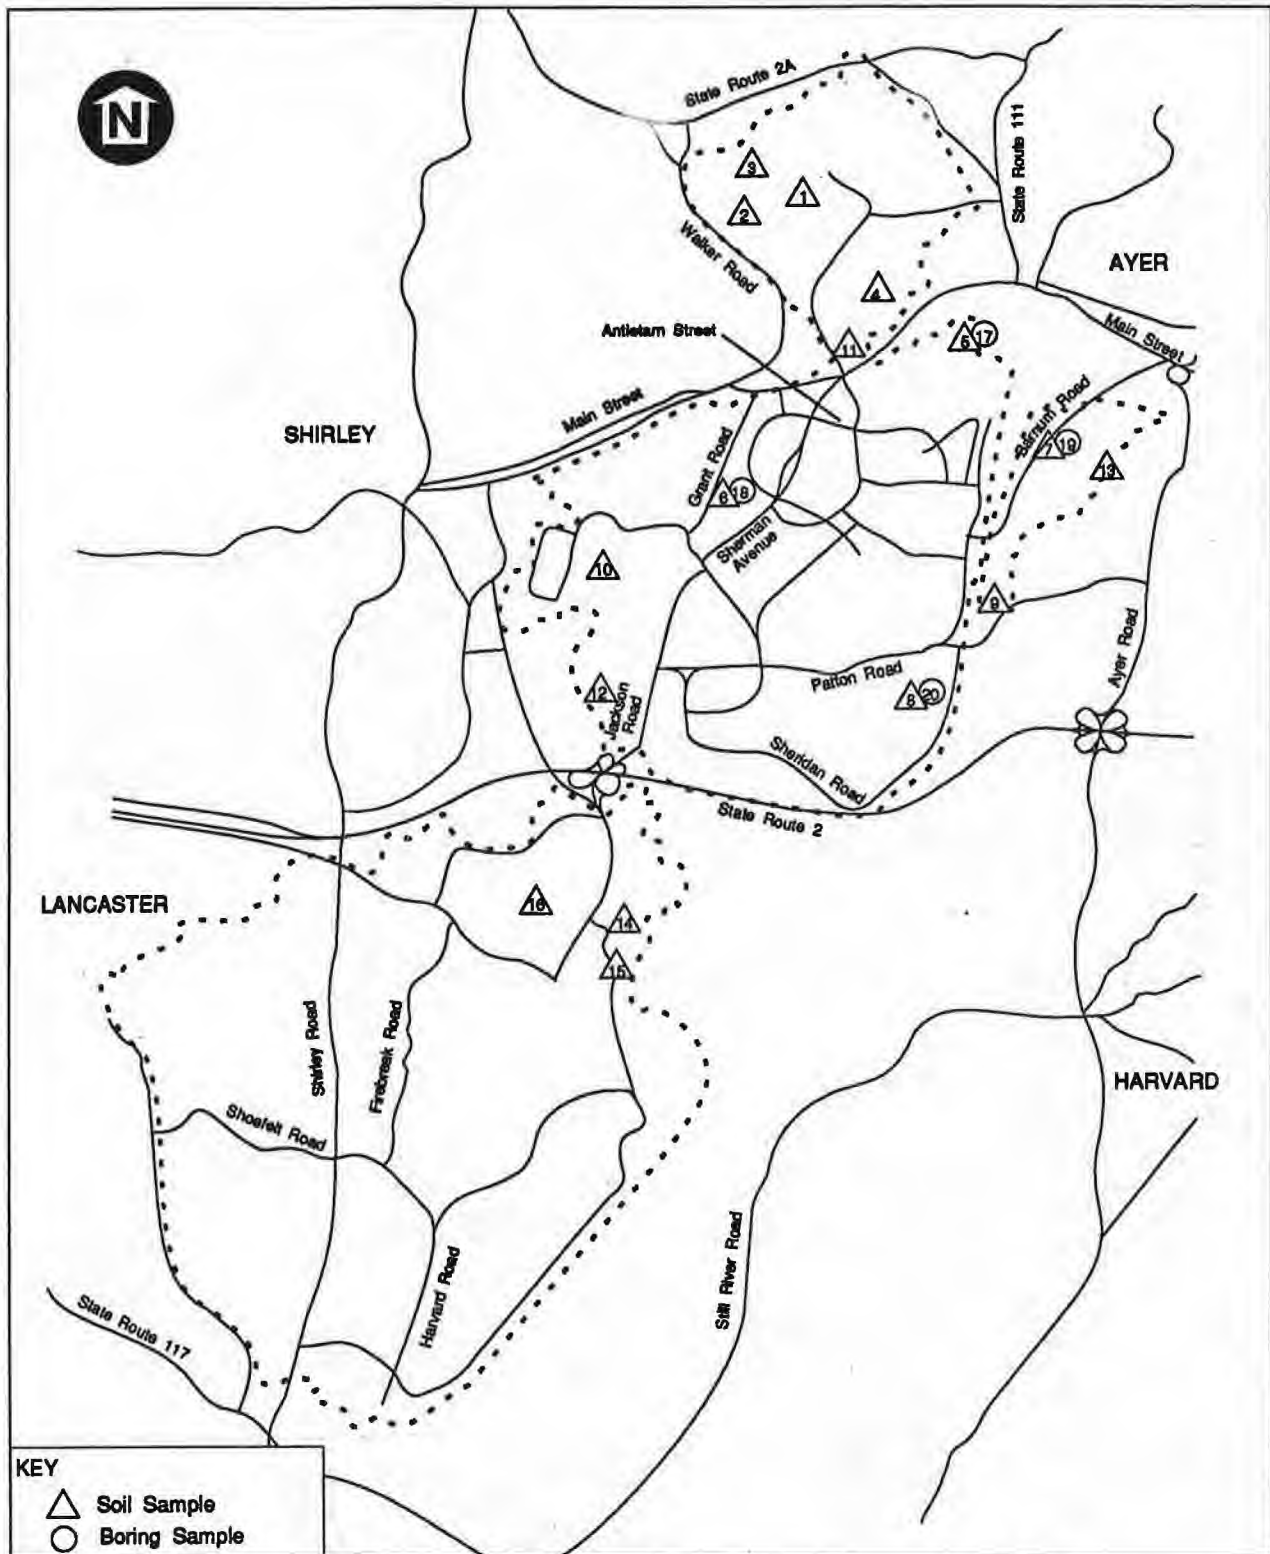 N
State Route 2A
State Route 111
3
1
2
Walker Road
AYER
4
Antietam Street
11
5
17
Main Street
Main Street
SHIRLEY
Barnum Road
Grant Road
7
19
13
6
18
Sherman
Avenue
10
9
Ayer Road
Patton Road
12
Jackson
Road
8
20
Sheridan Road
State Route 2
LANCASTER
16
14
15
Shirley Road
Firebreak Road
HARVARD
Shoefelt Road
Still River Road
Harvard Road
State Route 117
KEY
Soil Sample
Boring Sample